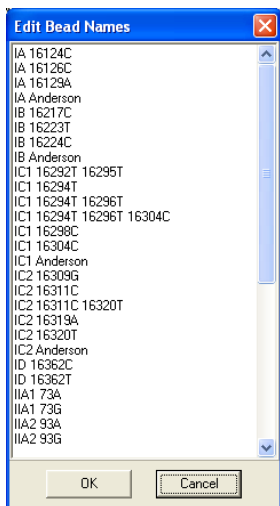 Edit Bead Names
IA 16124C
IA 16126C
IA 16129A
IA Anderson
IB 16217C
IB 16223T
IB 16224C
IB Anderson
IC1 16292T 16295T
IC1 16294T
IC1 16294T 16296T
IC1 16294T 16296T 16304C
IC1 16298C
IC1 16304C
IC1 Anderson
IC2 16309G
IC2 16311C
IC2 16311C 16320T
IC2 16319A
IC2 16320T
IC2 Anderson
ID 16362C
ID 16362T
IIA1 73A
IIA1 73G
IIA2 93A
IIA2 93G
OK
Cancel